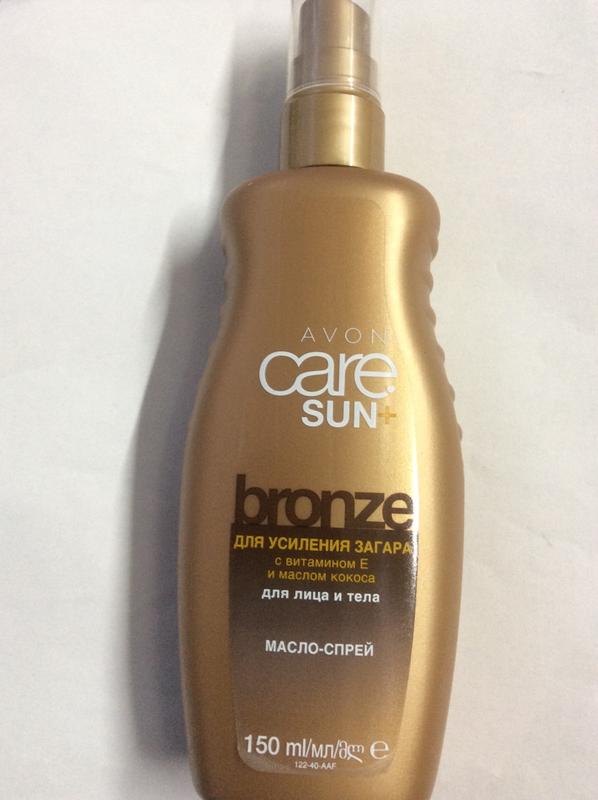 AVON
care
SUN+
bronze
ДЛЯ УСИЛЕНИЯ ЗАГАРА
с витамином Е
и маслом кокоса
для лица и тела
МАСЛО-СПРЕЙ
150 ml/мл/მლ ℮
122-40-AAF